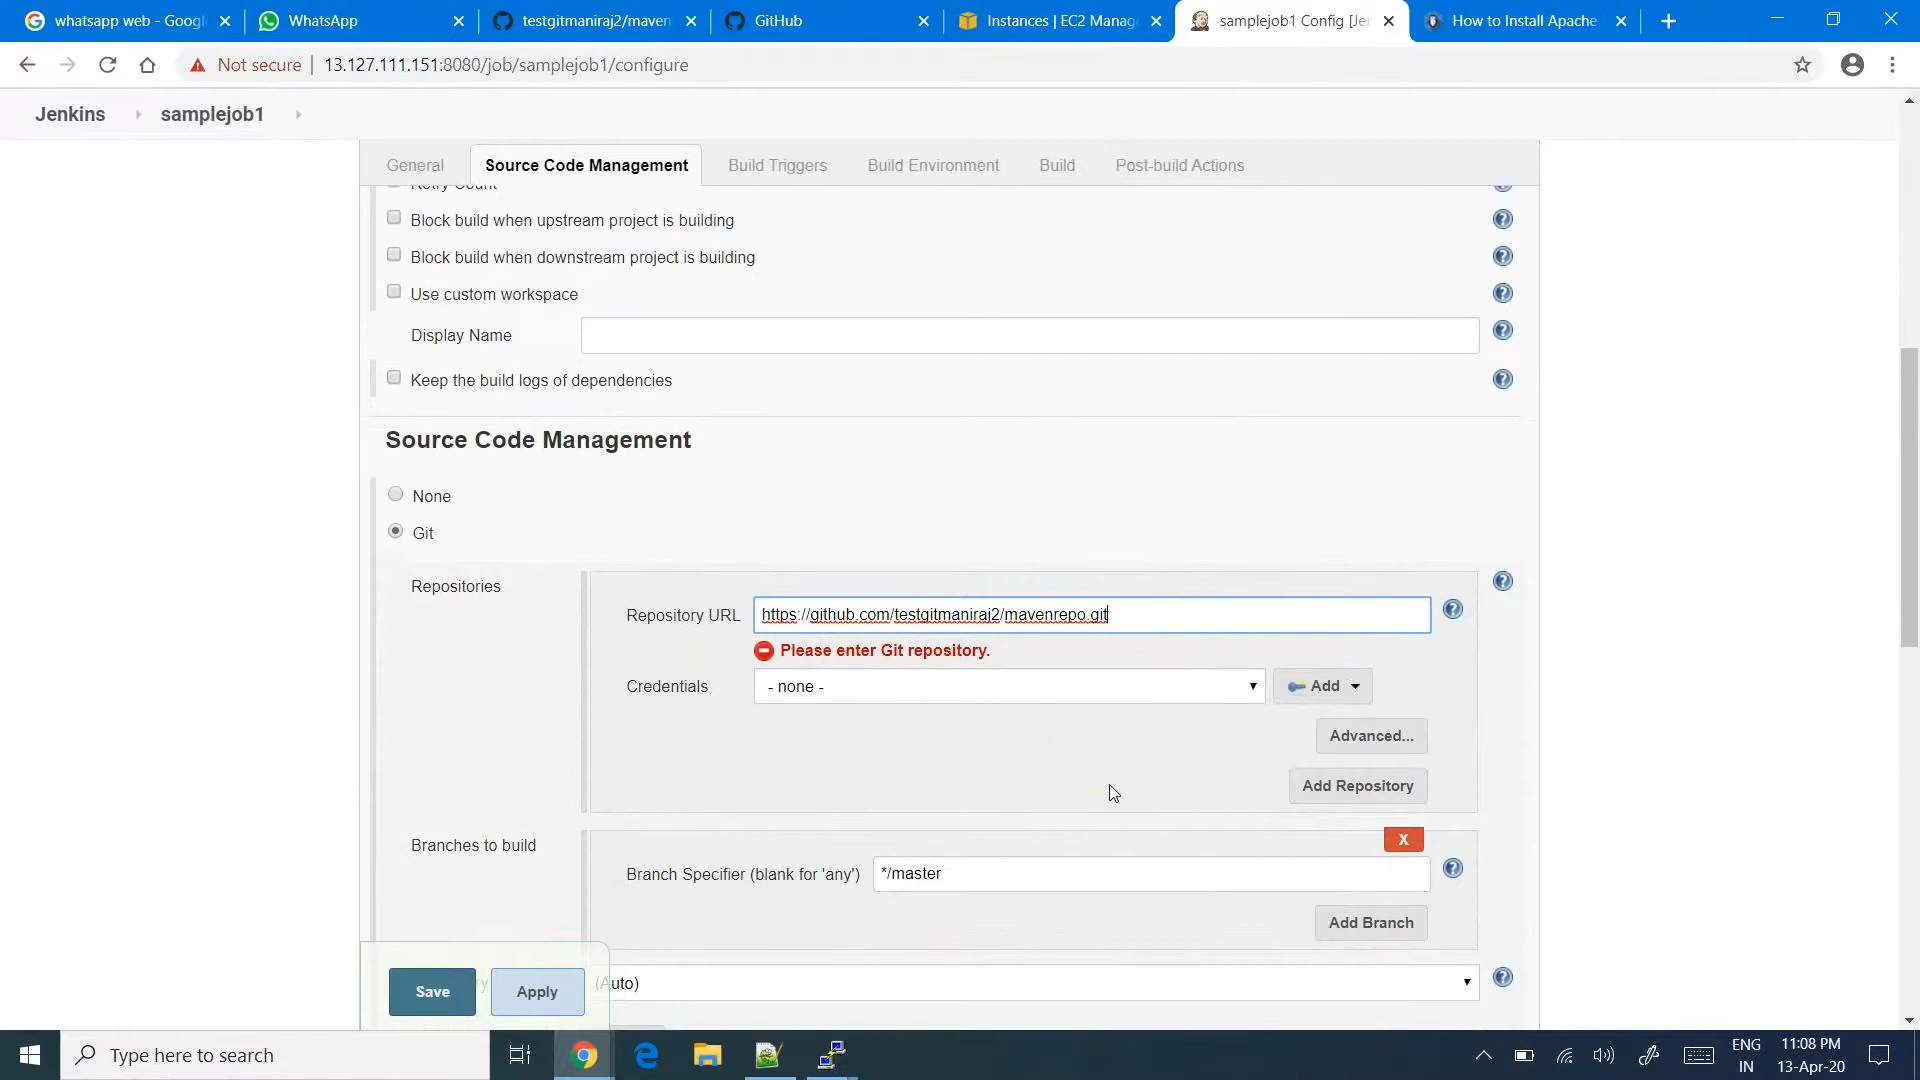 whatsapp web - Googl
WhatsApp
testgitmaniraj2/maven
GitHub
Instances | EC2 Manag
samplejob1 Config [Je
How to Install Apache
Not secure
13.127.111.151:8080/job/samplejob1/configure
Jenkins
samplejob1
General
Source Code Management
Build Triggers
Build Environment
Build
Post-build Actions
Retry Count
Block build when upstream project is building
Block build when downstream project is building
Use custom workspace
Display Name
Keep the build logs of dependencies
Source Code Management
None
Git
Repositories
Repository URL
https://github.com/testgitmaniraj2/mavenrepo.git
Please enter Git repository.
Credentials
- none -
Add
Advanced...
Add Repository
Branches to build
X
Branch Specifier (blank for 'any')
*/master
Add Branch
Save
Apply
(Auto)
Type here to search
ENG
IN
11:08 PM
13-Apr-20